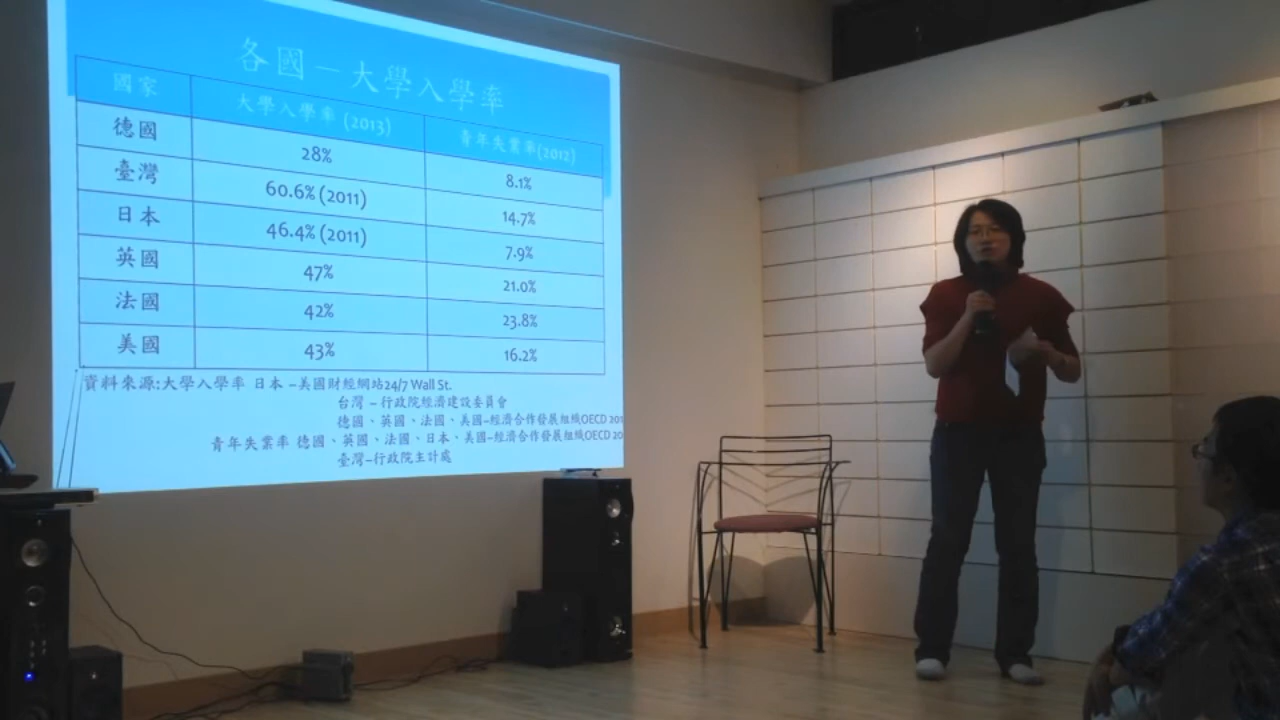 各國－大學入學率
國家 大學入學率 (2013) 青年失業率(2012)
德國 28% 8.1%
臺灣 60.6% (2011) 14.7%
日本 46.4% (2011) 7.9%
英國 47% 21.0%
法國 42% 23.8%
美國 43% 16.2%
資料來源:大學入學率 日本 –美國財經網站24/7 Wall St.
台灣 – 行政院經濟建設委員會
德國、英國、法國、美國–經濟合作發展組織OECD 201
青年失業率 德國、英國、法國、日本、美國–經濟合作發展組織OECD 20
臺灣–行政院主計處